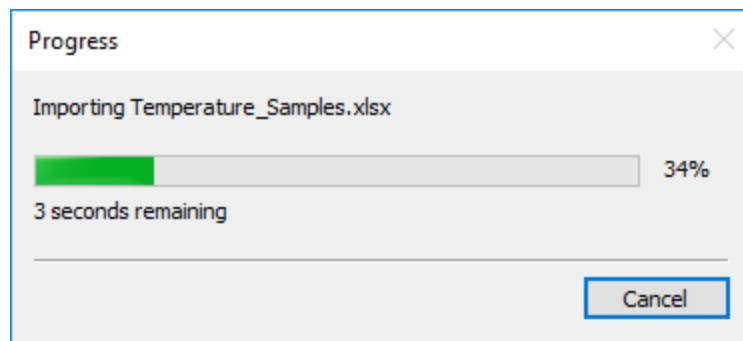 Progress
Importing Temperature_Samples.xlsx
34%
3 seconds remaining
Cancel